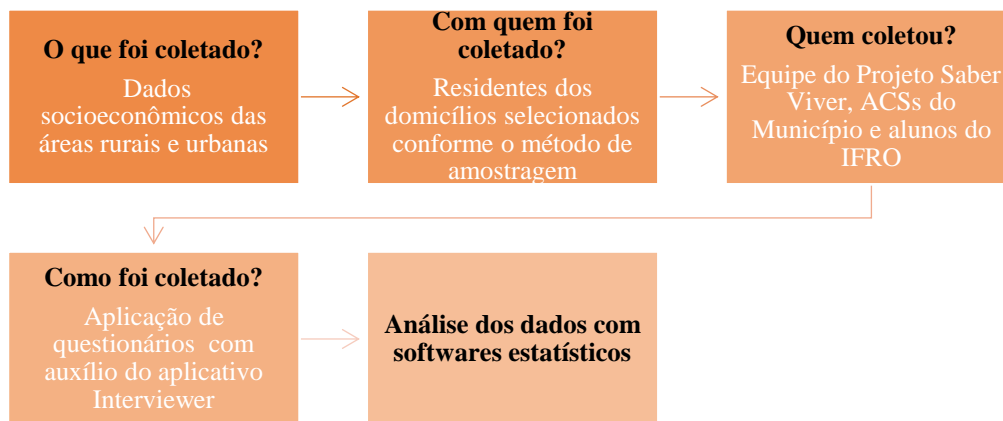 O que foi coletado?
Dados
socioeconômicos das
áreas rurais e urbanas
Com quem foi
coletado?
Residentes dos
domicílios selecionados
conforme o método de
amostragem
Quem coletou?
Equipe do Projeto Saber
Viver, ACSs do
Município e alunos do
IFRO
Como foi coletado?
Aplicação de
questionários com
auxílio do aplicativo
Interviewer
Análise dos dados com
softwares estatísticos